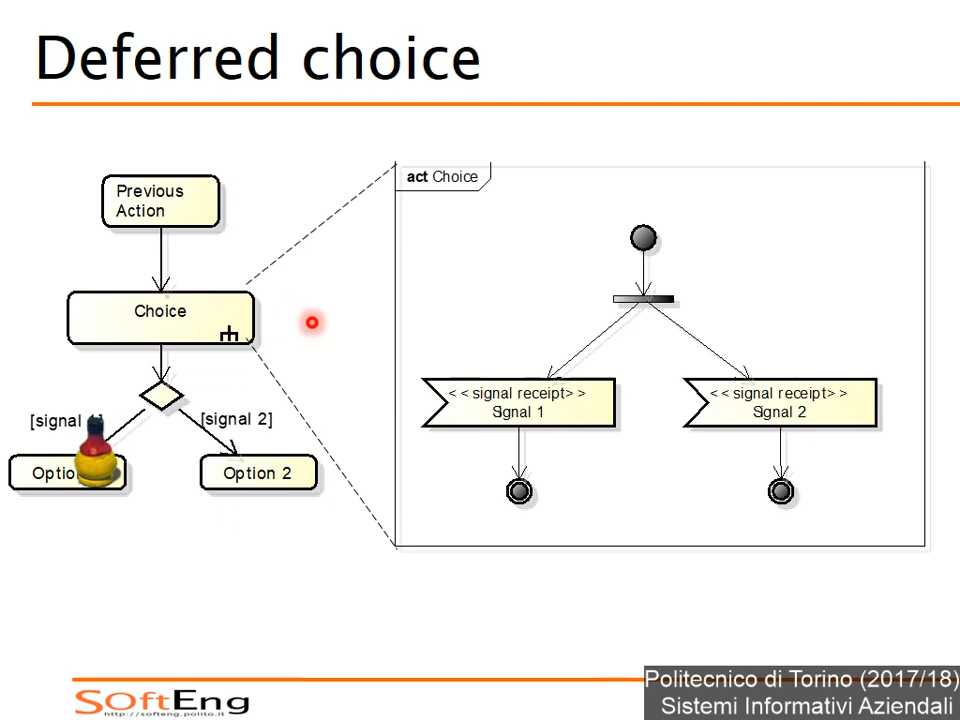 Deferred choice
Previous
Action
act Choice
Choice
[signal
[signal 2]
Option 2
< < signal receipt> >
Signal 1
< < signal receipt> >
Signal 2
SOftEng
http://softeng.polito.it
Politecnico di Torino (2017/18)
Sistemi Informativi Aziendali